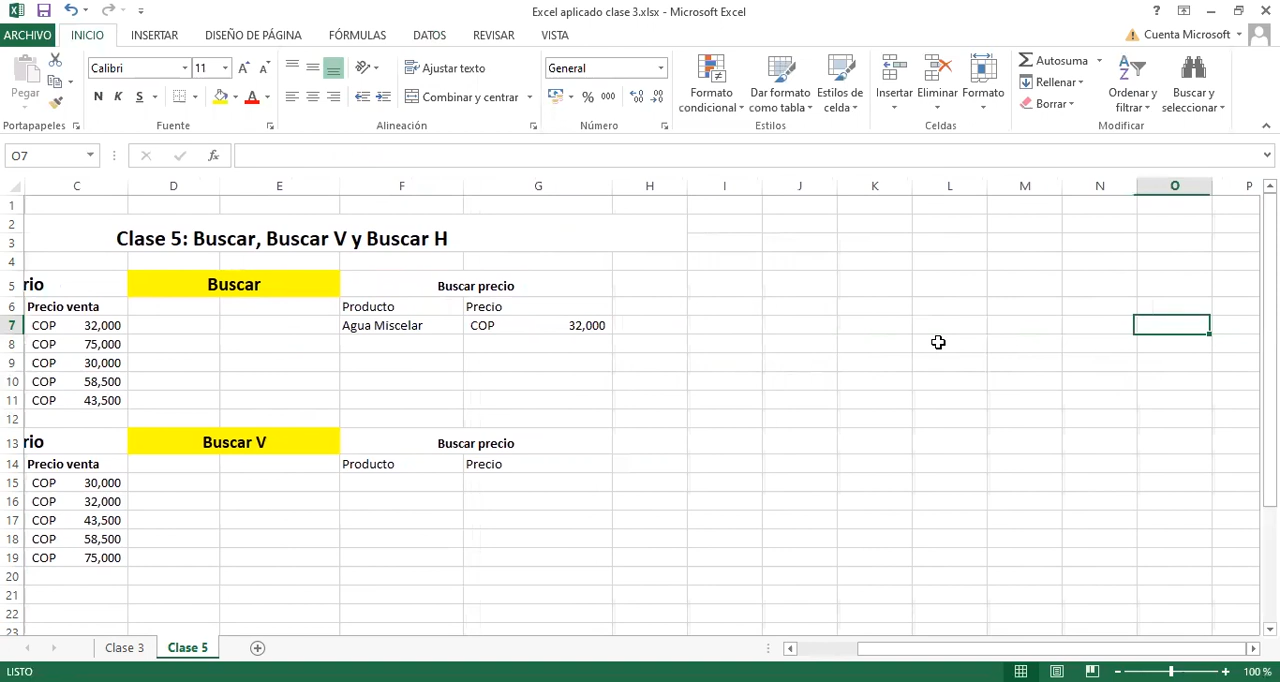 Excel aplicado clase 3.xlsx - Microsoft Excel
ARCHIVO INICIO INSERTAR DISEÑO DE PÁGINA FÓRMULAS DATOS REVISAR VISTA Cuenta Microsoft
Calibri 11 Ajustar texto General Autosuma
Rellenar
N K S Combinar y centrar % 000 Borrar
Pegar Formato condicional Dar formato como tabla Estilos de celda Insertar Eliminar Formato Ordenar y filtrar Buscar y seleccionar
Portapapeles Fuente Alineación Número Estilos Celdas Modificar
O7 fx
C D E F G H I J K L M N O P
1
2
3 Clase 5: Buscar, Buscar V y Buscar H
4
5 rio Buscar Buscar precio
6 Precio venta Producto Precio
7 COP 32,000 Agua Miscelar COP 32,000
8 COP 75,000
9 COP 30,000
10 COP 58,500
11 COP 43,500
12
13 rio Buscar V Buscar precio
14 Precio venta Producto Precio
15 COP 30,000
16 COP 32,000
17 COP 43,500
18 COP 58,500
19 COP 75,000
20
21
22
23
Clase 3 Clase 5
LISTO 100 %